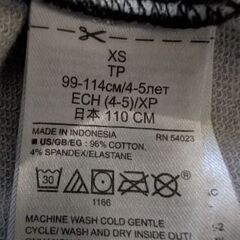 XS
TP
99-114см/4-5лет
ECH (4-5)/XP
日本 110 CM
MADE IN INDONESIA RN 54023
■ US/GB/EG : 96% COTTON.
4% SPANDEX/ELASTANE
30
1166
MACHINE WASH COLD GENTLE
CYCLE/ WASH AND DRY INSIDE OUT/